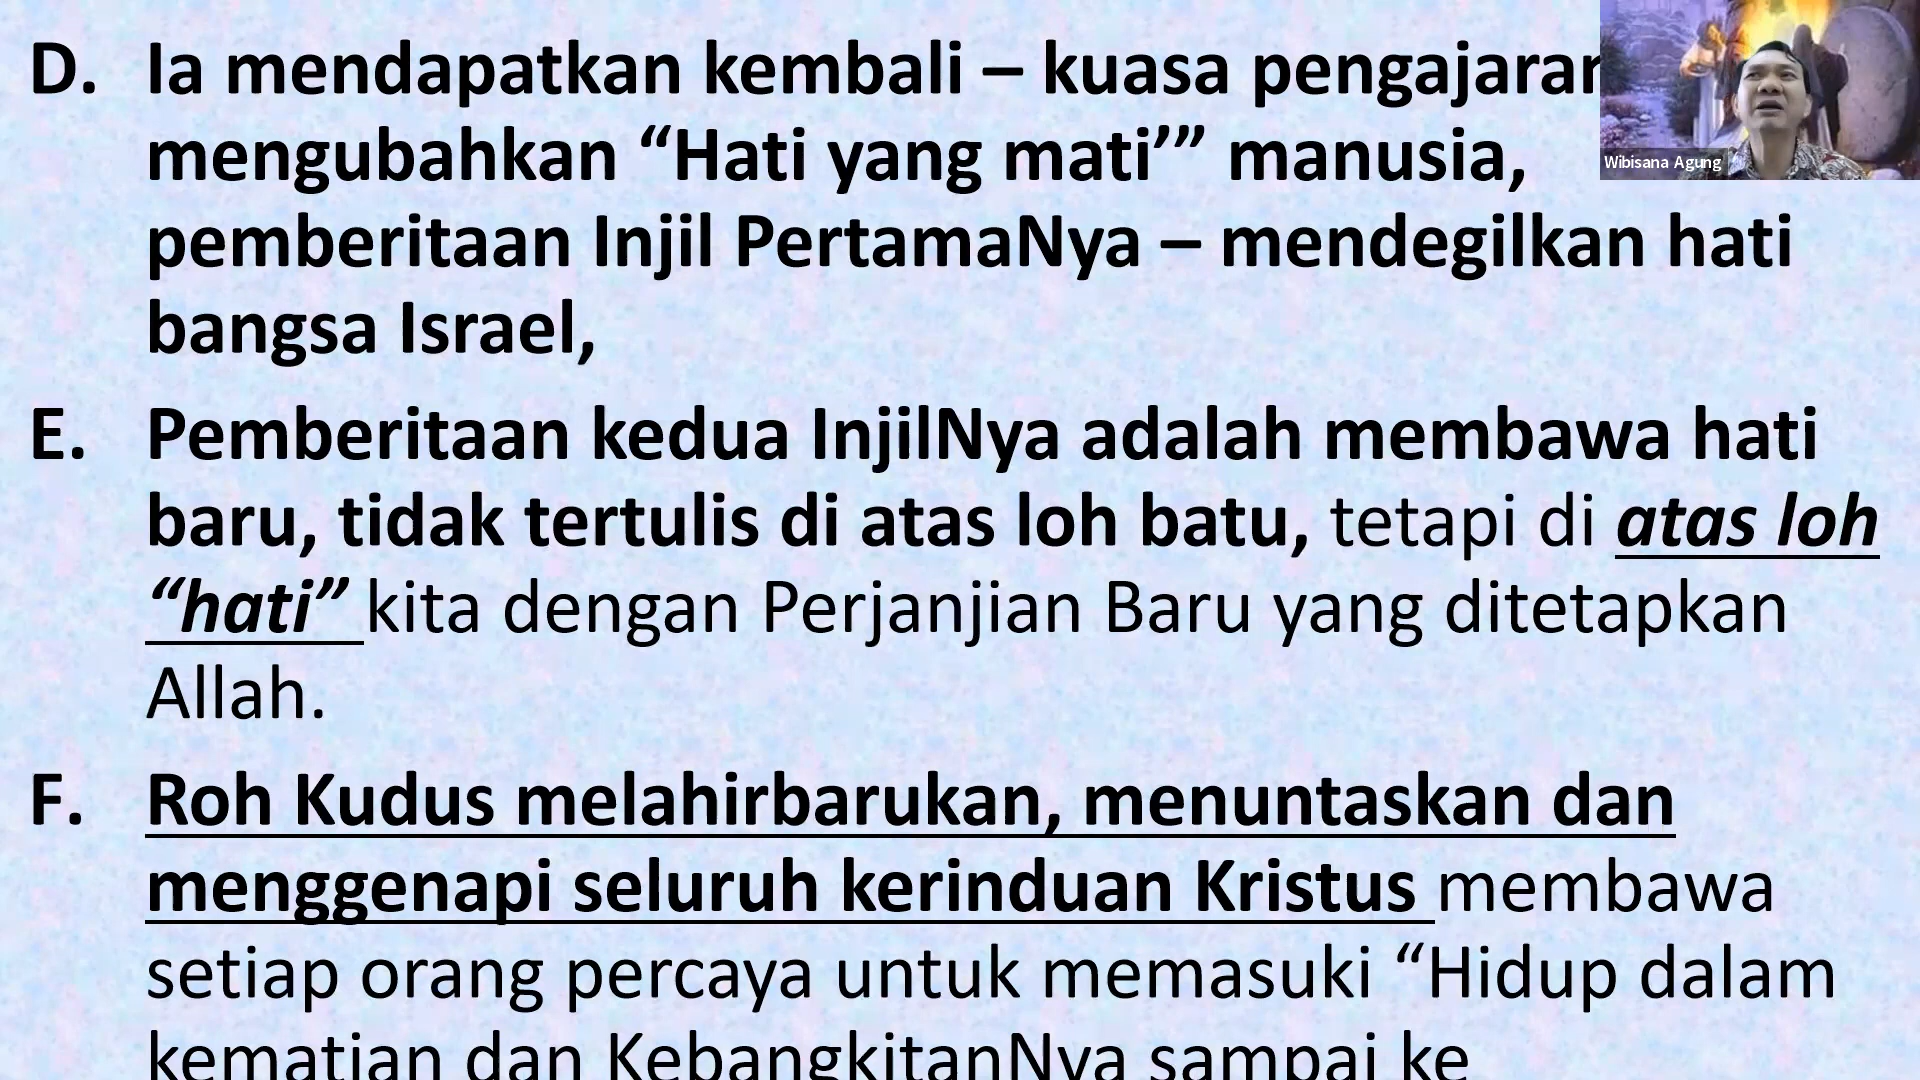 D. Ia mendapatkan kembali – kuasa
mengubahkan “Hati yang mati’” manusia,
pemberitaan Injil PertamaNya – mendegilkan hati
bangsa Israel,
E. Pemberitaan kedua InjilNya adalah membawa hati
baru, tidak tertulis di atas loh batu, tetapi di atas loh
“hati” kita dengan Perjanjian Baru yang ditetapkan
Allah.
F. Roh Kudus melahirbarukan, menuntaskan dan
menggenapi seluruh kerinduan Kristus membawa
setiap orang percaya untuk memasuki “Hidup dalam
kematian dan KebangkitanNya sampai ke
Wibisana Agung